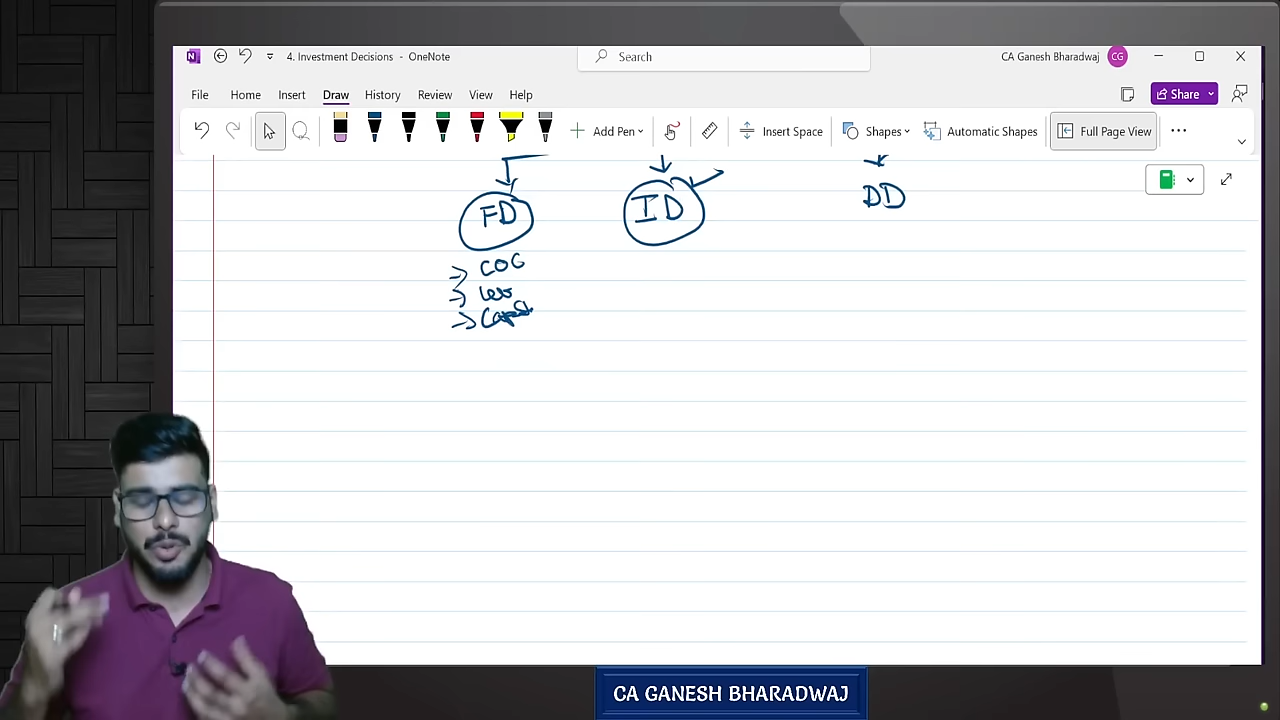 4. Investment Decisions - OneNote
Search
CA Ganesh Bharadwaj CG
File Home Insert Draw History Review View Help
Share
Add Pen Insert Space Shapes Automatic Shapes Full Page View
FD ID DD
COC
CA GANESH BHARADWAJ